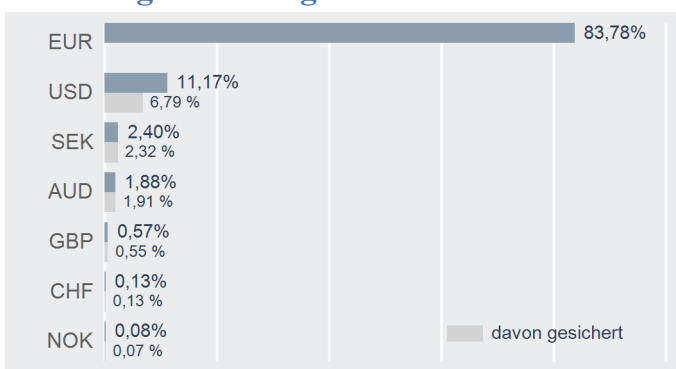 EUR 83,78%
USD 11,17%
6,79 %
SEK 2,40%
2,32 %
AUD 1,88%
1,91 %
GBP 0,57%
0,55 %
CHF 0,13%
0,13 %
NOK 0,08%
0,07 %
davon gesichert